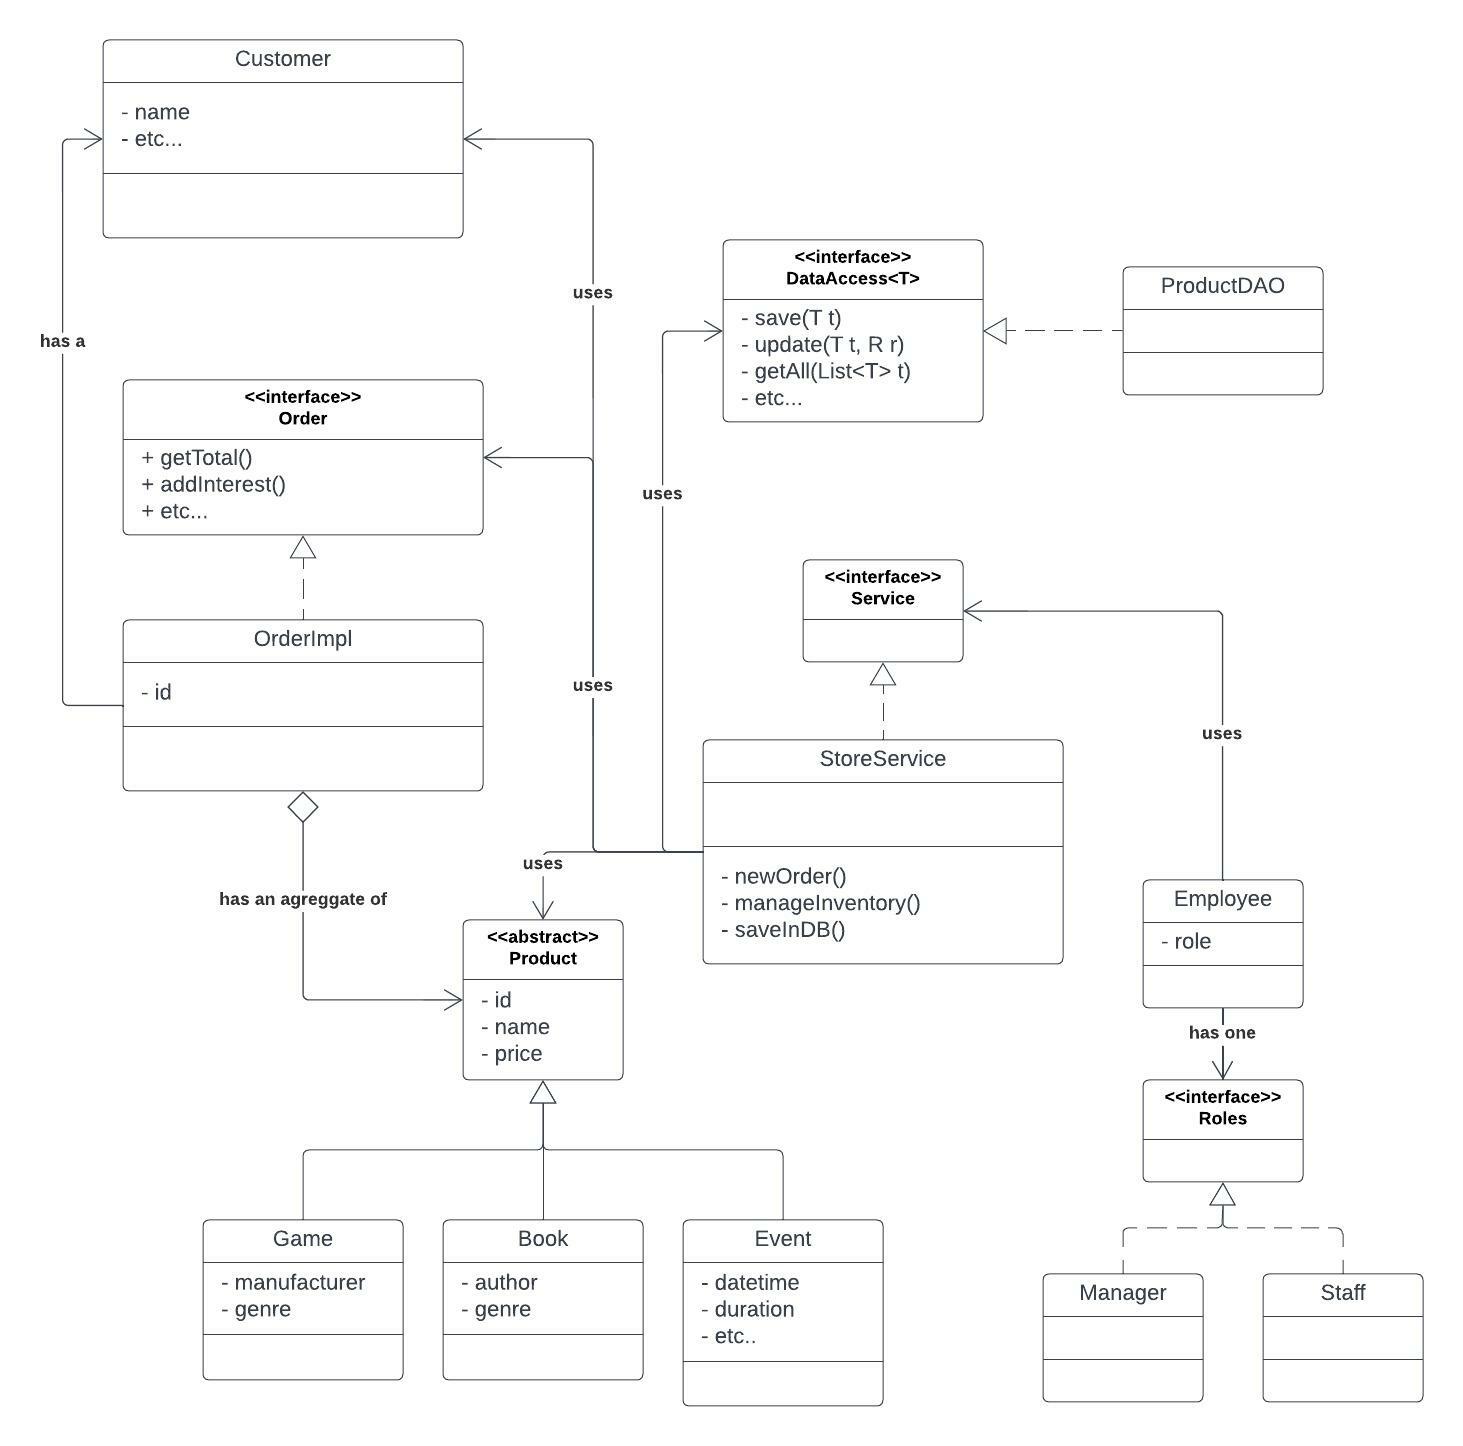 Customer
- name
- etc...
uses
has a
<<interface>>
DataAccess<T>
- save(T t)
- update(T t, R r)
- getAll(List<T> t)
- etc...
ProductDAO
<<interface>>
Order
+ getTotal()
+ addInterest()
+ etc...
uses
<<interface>>
Service
OrderImpl
- id
uses
uses
StoreService
- newOrder()
- manageInventory()
- saveInDB()
uses
has an agreggate of
Employee
- role
<<abstract>>
Product
- id
- name
- price
has one
<<interface>>
Roles
Game
- manufacturer
- genre
Book
- author
- genre
Event
- datetime
- duration
- etc..
Manager
Staff